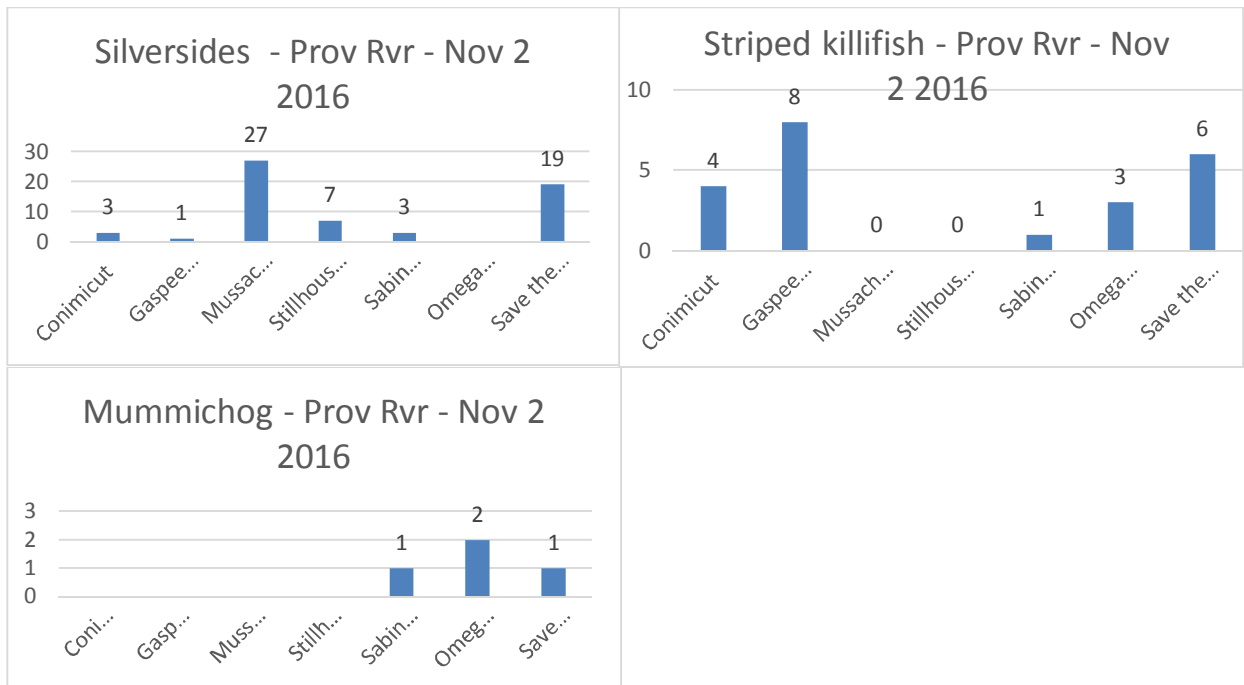 Silversides - Prov Rvr - Nov 2
2016
30
20
10
0
3
1
27
7
3
19
Conimicut
Gaspee...
Mussac...
Stillhous...
Sabin...
Omega...
Save the...
Striped killifish - Prov Rvr - Nov
2 2016
10
5
0
4
8
0
0
1
3
6
Conimicut
Gaspee...
Mussach...
Stillhous...
Sabin...
Omega...
Save the...
Mummichog - Prov Rvr - Nov 2
2016
3
2
1
0
1
2
1
Coni...
Gasp...
Muss...
Stillh...
Sabin...
Omeg...
Save...